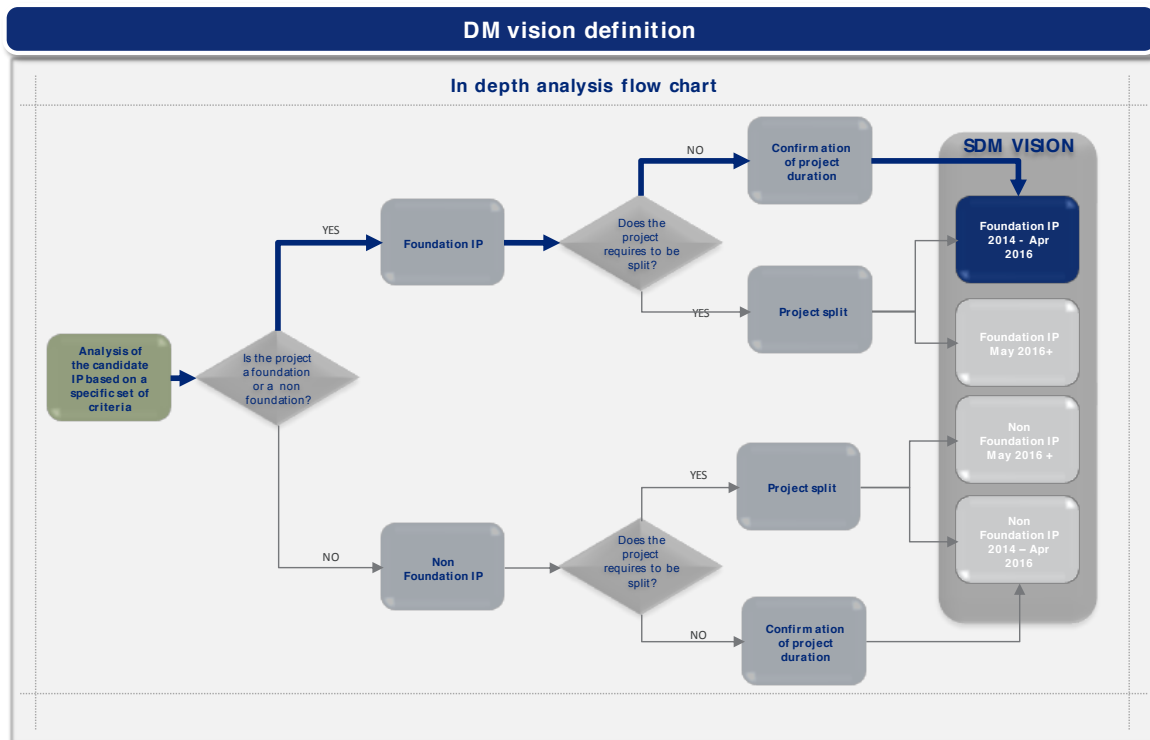 DM vision definition
In depth analysis flow chart
NO
Confirmation
of project
duration
SDM VISION
YES
Foundation IP
Does the
project
requires to be
split?
Foundation IP
2014 - Apr
2016
YES
Project split
Analysis of
the candidate
IP based on a
specific set of
criteria
Is the project
a foundation
or a non
foundation?
Foundation IP
May 2016+
Non
Foundation IP
May 2016 +
YES
Project split
NO
Non
Foundation IP
Does the
project
requires to be
split?
Non
Foundation IP
2014 – Apr
2016
NO
Confirmation
of project
duration